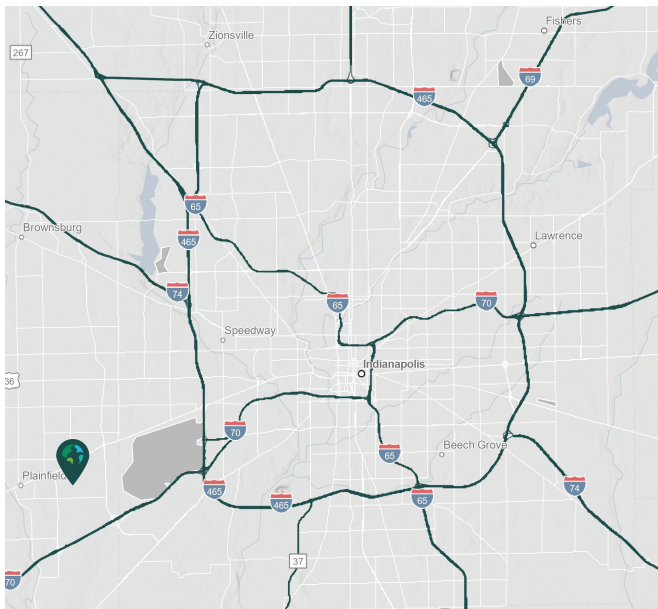 Fishers
Zionsville
267
69
465
65
Brownsburg
465
Lawrence
74
65
70
Speedway
Indianapolis
36
70
65
Beech Grove
Plainfield
465
465
65
74
37
70